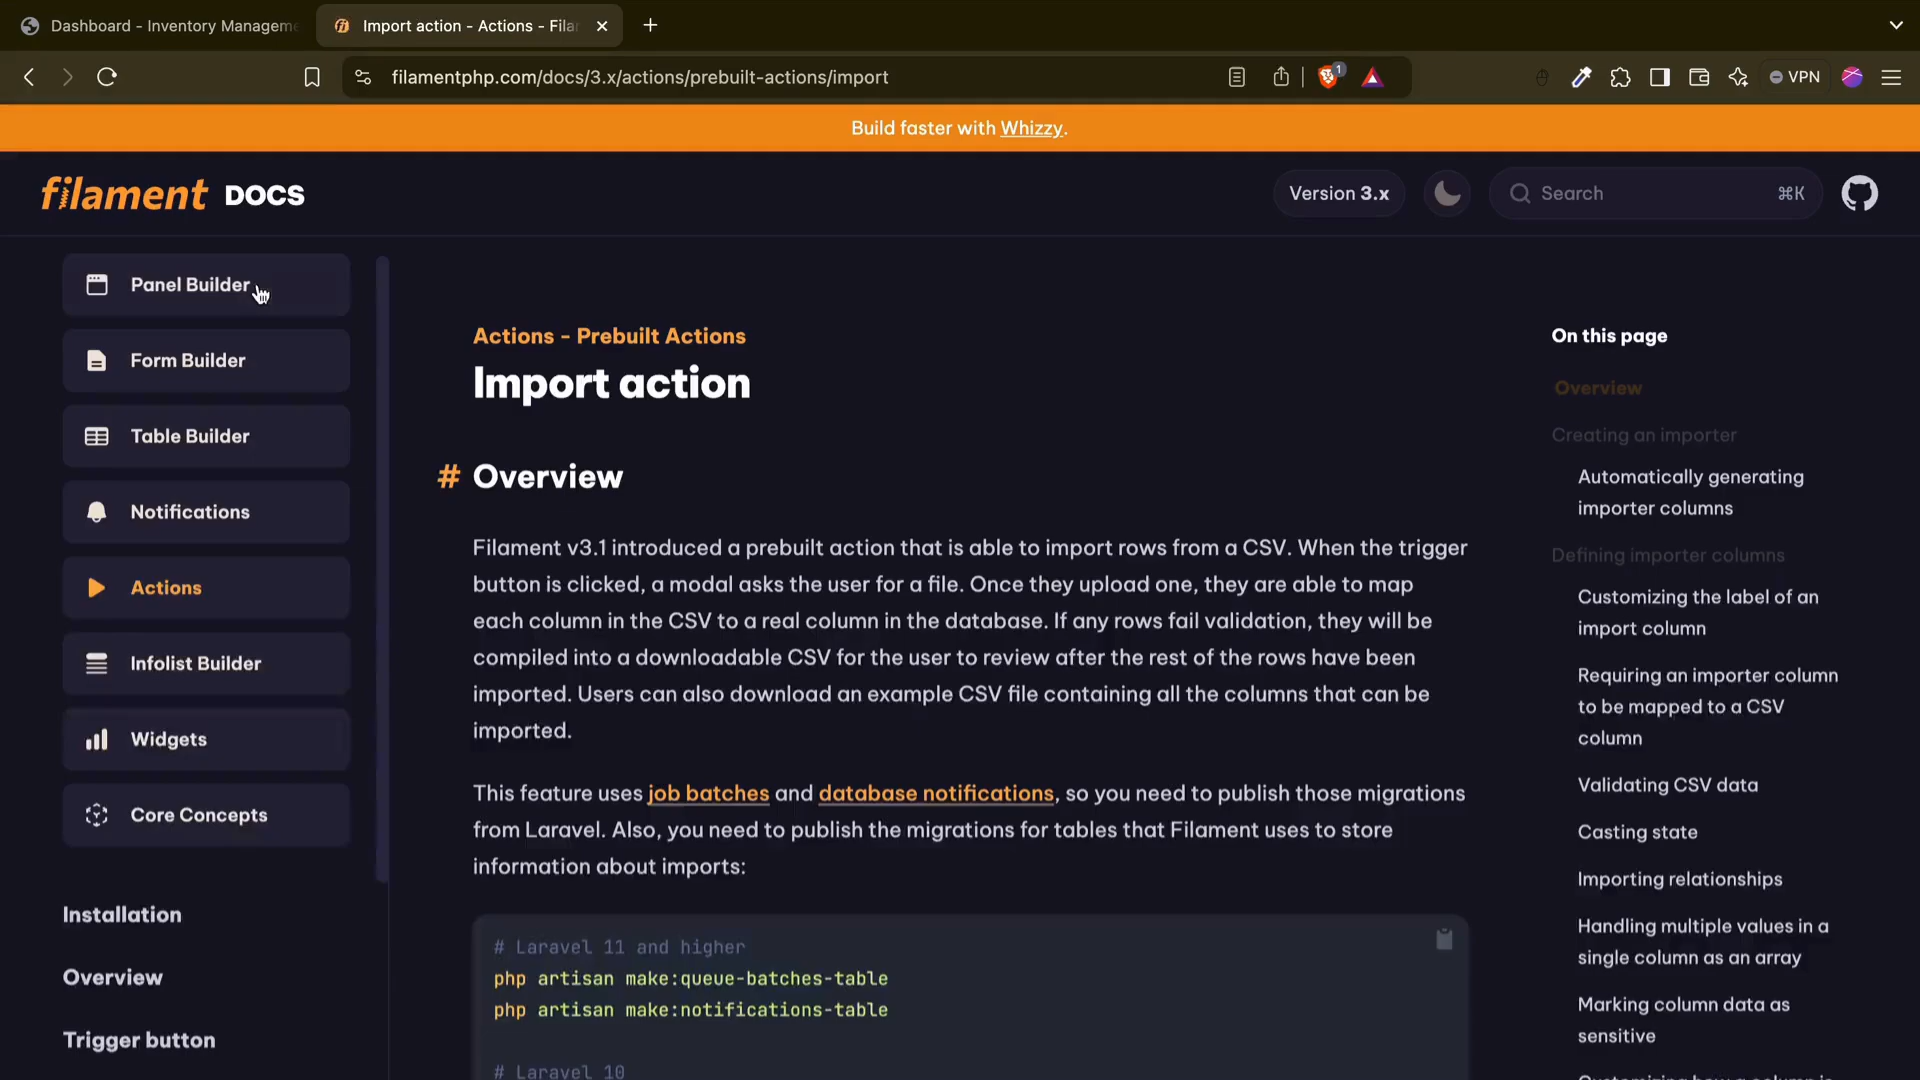 Dashboard - Inventory Managem
Import action - Actions - Fila
filamentphp.com/docs/3.x/actions/prebuilt-actions/import
1
VPN
Build faster with Whizzy.
filament DOCS
Version 3.x
Search
⌘K
Panel Builder
Form Builder
Table Builder
Notifications
Actions
Infolist Builder
Widgets
Core Concepts
Installation
Overview
Trigger button
Actions - Prebuilt Actions
Import action
# Overview
Filament v3.1 introduced a prebuilt action that is able to import rows from a CSV. When the trigger
button is clicked, a modal asks the user for a file. Once they upload one, they are able to map
each column in the CSV to a real column in the database. If any rows fail validation, they will be
compiled into a downloadable CSV for the user to review after the rest of the rows have been
imported. Users can also download an example CSV file containing all the columns that can be
imported.
This feature uses job batches and database notifications, so you need to publish those migrations
from Laravel. Also, you need to publish the migrations for tables that Filament uses to store
information about imports:
# Laravel 11 and higher
php artisan make:queue-batches-table
php artisan make:notifications-table
# Laravel 10
On this page
Overview
Creating an importer
Automatically generating
importer columns
Defining importer columns
Customizing the label of an
import column
Requiring an importer column
to be mapped to a CSV
column
Validating CSV data
Casting state
Importing relationships
Handling multiple values in a
single column as an array
Marking column data as
sensitive